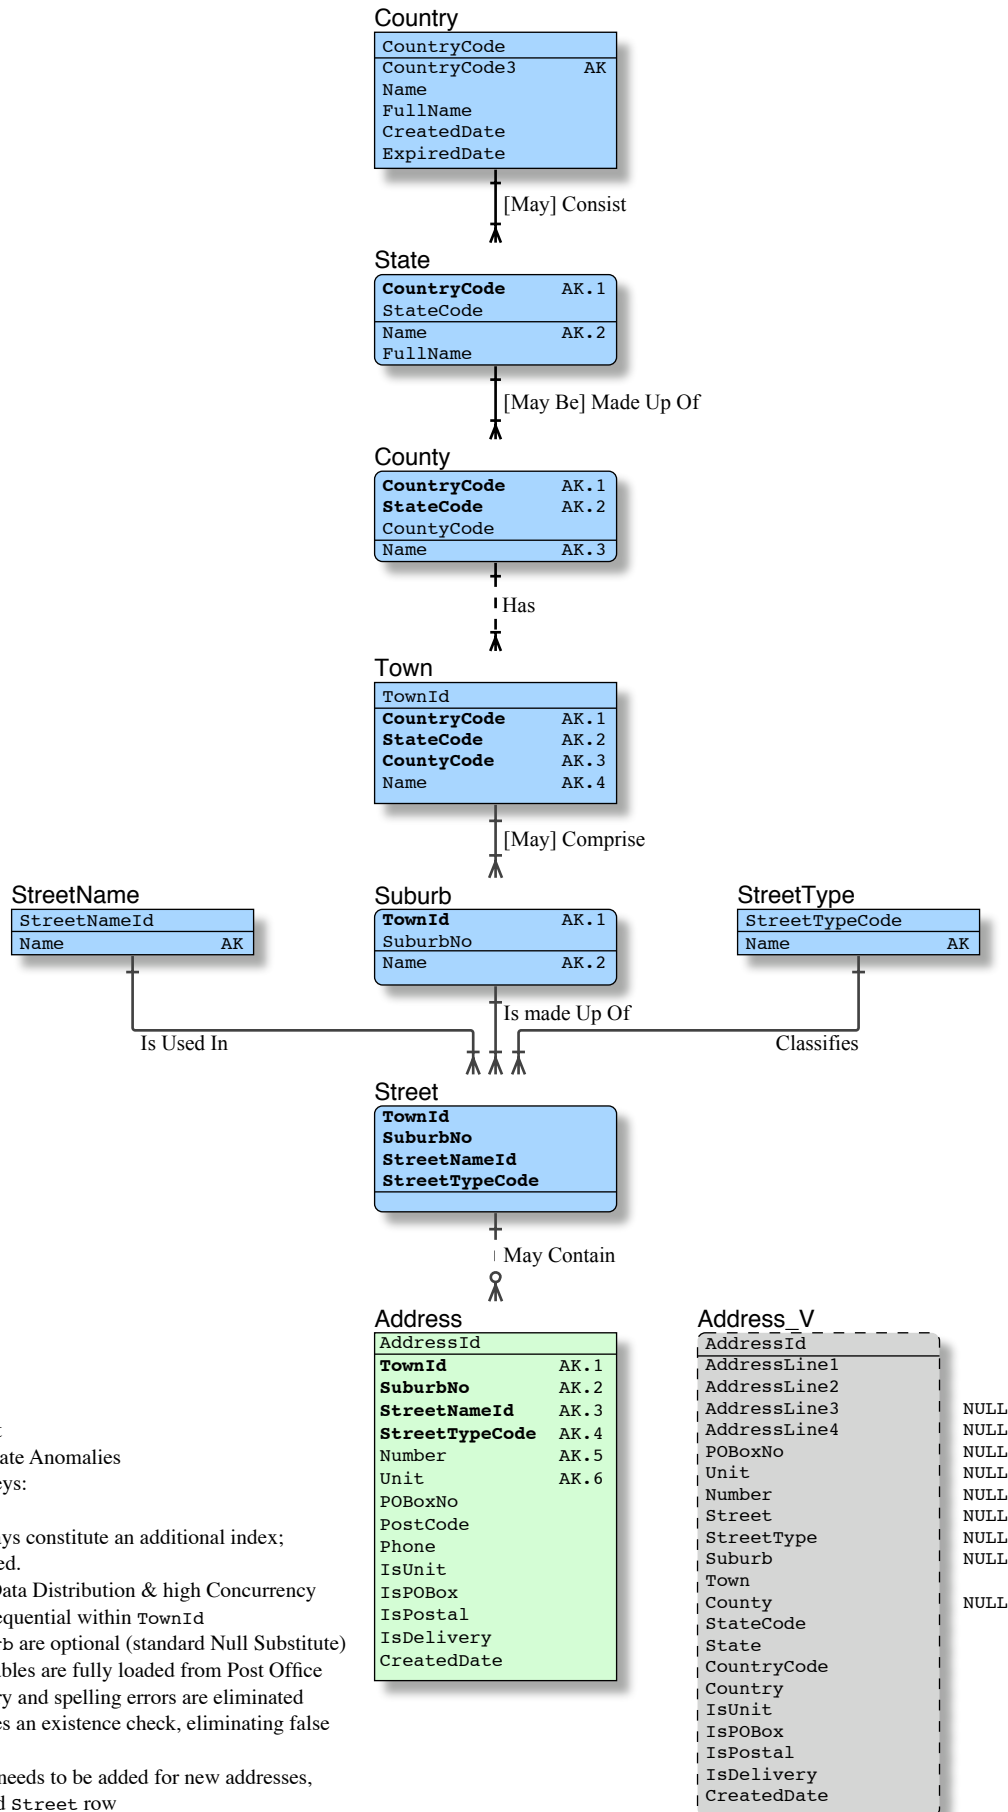 Country
CountryCode
CountryCode3 AK
Name
FullName
CreatedDate
ExpiredDate
[May] Consist
State
CountryCode AK.1
StateCode
Name AK.2
FullName
[May Be] Made Up Of
County
CountryCode AK.1
StateCode AK.2
CountyCode
Name AK.3
Has
Town
TownId
CountryCode AK.1
StateCode AK.2
CountyCode AK.3
Name AK.4
[May] Comprise
StreetName
StreetNameId
Name AK
Suburb
TownId AK.1
SuburbNo
Name AK.2
StreetType
StreetTypeCode
Name AK
Is made Up Of
Is Used In
Classifies
Street
TownId
SuburbNo
StreetNameId
StreetTypeCode
May Contain
Address
AddressId
TownId AK.1
SuburbNo AK.2
StreetNameId AK.3
StreetTypeCode AK.4
Number AK.5
Unit AK.6
POBoxNo
PostCode
Phone
IsUnit
IsPOBox
IsPostal
IsDelivery
CreatedDate
Address_V
AddressId
AddressLine1
AddressLine2
AddressLine3 NULL
AddressLine4 NULL
POBoxNo NULL
Unit NULL
Number NULL
Street NULL
StreetType NULL
Suburb NULL
Town
County NULL
StateCode
State
CountryCode
Country
IsUnit
IsPOBox
IsPostal
IsDelivery
CreatedDate
t
ate Anomalies
eys:
ys constitute an additional index;
ed.
Data Distribution & high Concurrency
equential within TownId
rb are optional (standard Null Substitute)
ables are fully loaded from Post Office
ry and spelling errors are eliminated
es an existence check, eliminating false
needs to be added for new addresses,
d Street row